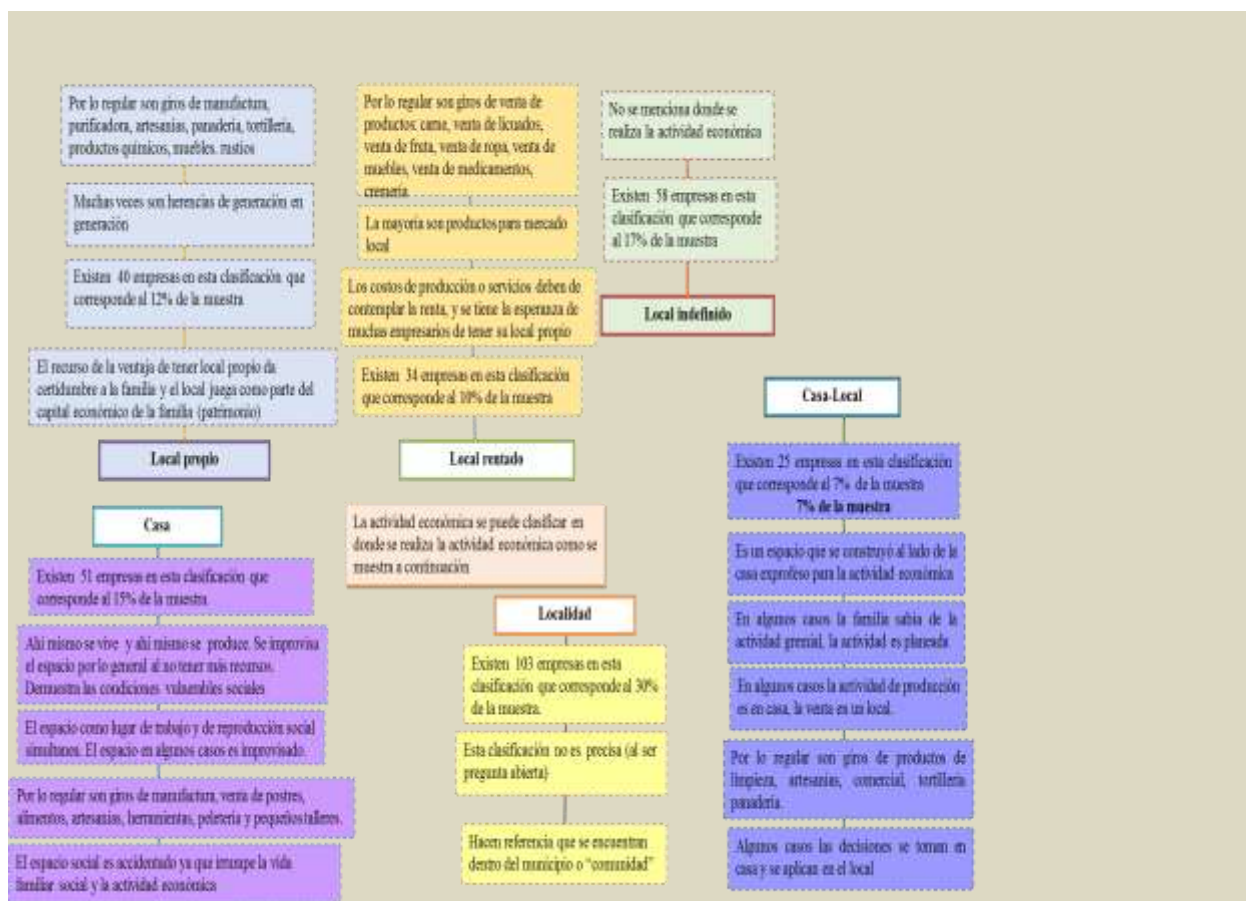 Por lo regular son giros de manufactura,
purificadora, artesanias, panaderia, tortilleria,
productos quimicos, muebles. rustios
Muchas veces son herencias de generación en
generación
Existen 40 empresas en esta clasificación que
corresponde al 12% de la muestra
El recurso de la ventaja de tener local propio da
certidumbre a la familia y el local juega como parte del
capital económico de la familia (patrimonio)
Local propio
Por lo regular son giros de venta de
productos: carne, venta de licuados,
venta de fruta, venta de ropa, venta de
muebles, venta de medicamentos,
cremeria.
La mayoria son productos para mercado
local
Los costos de producción o servicios deben de
contemplar la renta, y se tiene la esperanza de
muchas empresarios de tener su local propio
Existen 34 empresas en esta clasificación
que corresponde al 10% de la muestra
Local rentado
No se menciona donde se
realiza la actividad económica
Existen 58 empresas en esta
clasificación que corresponde
al 17% de la muestra
Local indefinido
Casa
Existen 51 empresas en esta clasificación que
corresponde al 15% de la muestra.
Ahi mismo se vive y ahi mismo se produce. Se improvisa
el espacio por lo general al no tener más recursos.
Demuestra las condiciones vulnerables sociales
El espacio como lugar de trabajo y de reproducción social
simultanos. El espacio en algunos casos es improvisado.
Por lo regular son giros de manufactura, venta de postres,
alimentos, artesanias, herramientas, peleteria y pequeños talleres.
El espacio social es accidentado ya que irrumpe la vida
familiar social y la actividad económica
La actividad económica se puede clasificar en
donde se realiza la actividad económica como se
muestra a continuación
Localidad
Existen 103 empresas en esta
clasificación que corresponde al 30%
de la muestra.
Esta clasificación no es precisa (al ser
pregunta abierta)
Hacen referencia que se encuentran
dentro del municipio o “comunidad”
Casa-Local
Existen 25 empresas en esta clasificación
que corresponde al 7% de la muestra
7% de la muestra
Es un espacio que se construyó al lado de la
casa exprofeso para la actividad económica
En algunos casos la familia sabia de la
actividad gremial, la actividad es planeada
En algunos casos la actividad de producción
es en casa, la venta en un local.
Por lo regular son giros de productos de
limpieza, artesanias, comercial, tortilleria
panaderia.
Algunos casos las decisiones se toman en
casa y se aplican en el local